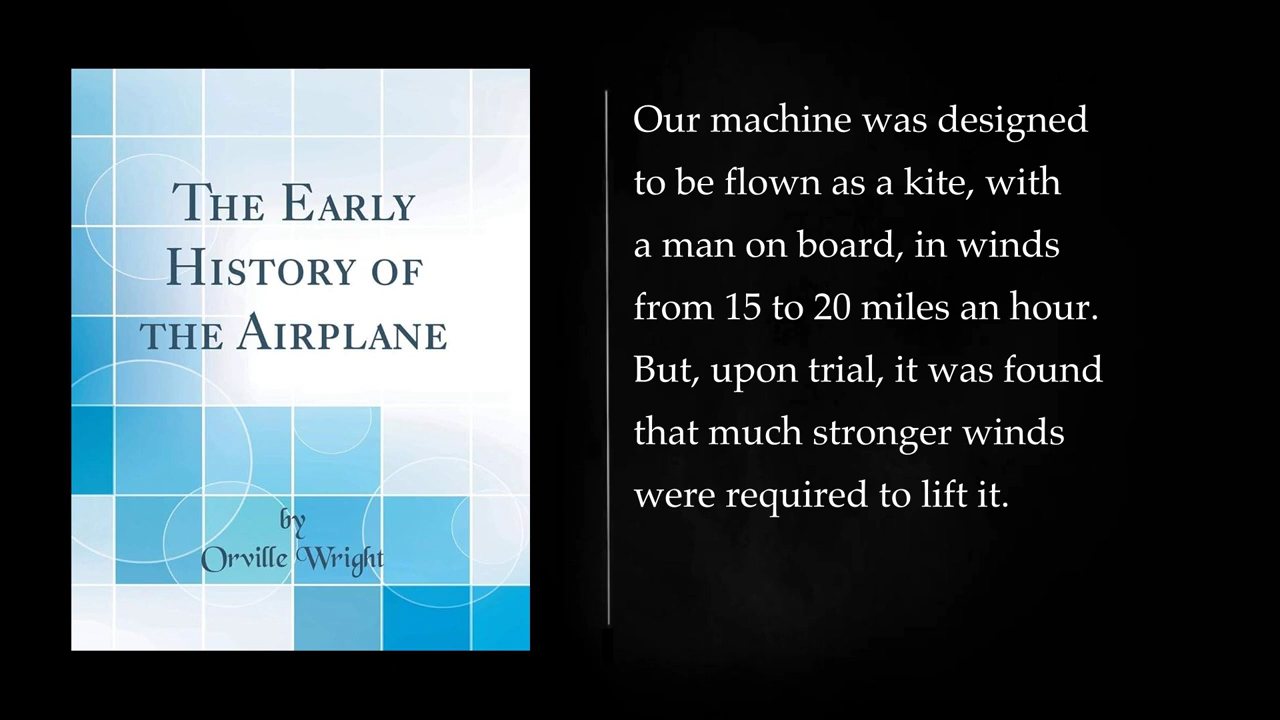 The Early
History of
the Airplane
by
Orville Wright
Our machine was designed
to be flown as a kite, with
a man on board, in winds
from 15 to 20 miles an hour.
But, upon trial, it was found
that much stronger winds
were required to lift it.